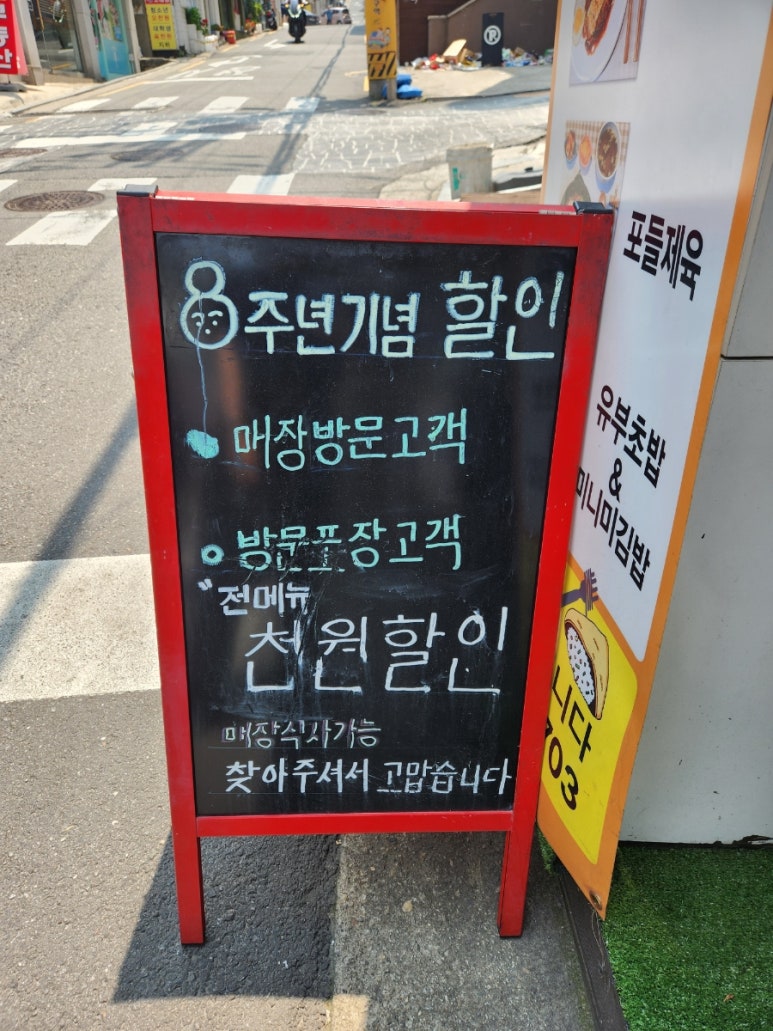 8주년기념 할인
매장방문고객
방문포장고객
"전메뉴
천원할인
매장식사가능
찾아주셔서 고맙습니다
포들제육
유부초밥
&
미니미김밥
니다
703